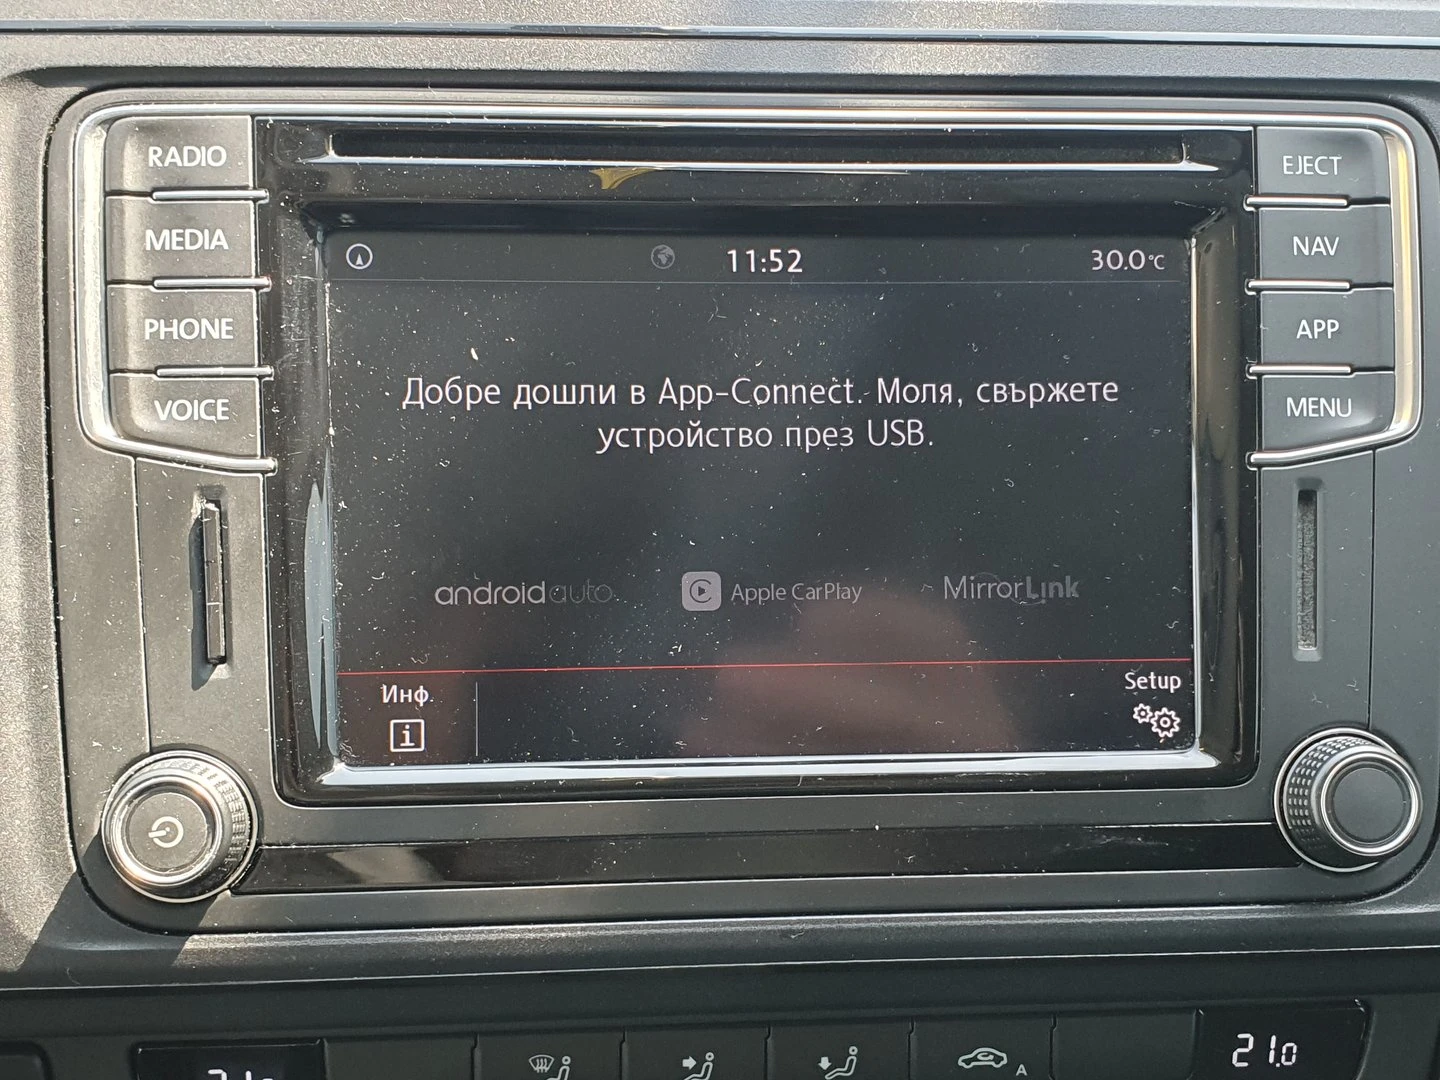 RADIO
MEDIA
PHONE
VOICE
EJECT
NAV
APP
MENU
11:52
30.0°C
Добре дошли в App-Connect. Моля, свържете
устройство през USB.
androidauto
Apple CarPlay
MirrorLink
Инф.
i
Setup
21.0
A